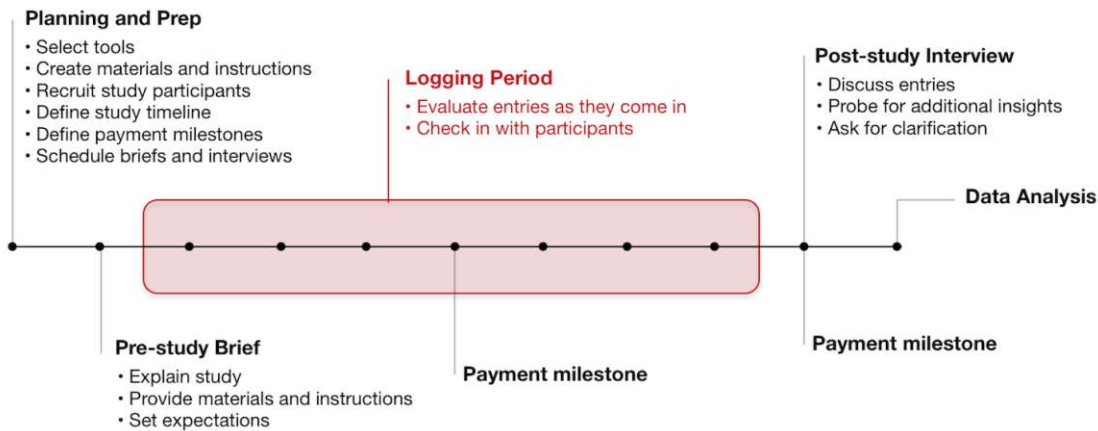 Planning and Prep
• Select tools
• Create materials and instructions
• Recruit study participants
• Define study timeline
• Define payment milestones
• Schedule briefs and interviews
Logging Period
• Evaluate entries as they come in
• Check in with participants
Post-study Interview
• Discuss entries
• Probe for additional insights
• Ask for clarification
Data Analysis
Pre-study Brief
• Explain study
• Provide materials and instructions
• Set expectations
Payment milestone
Payment milestone